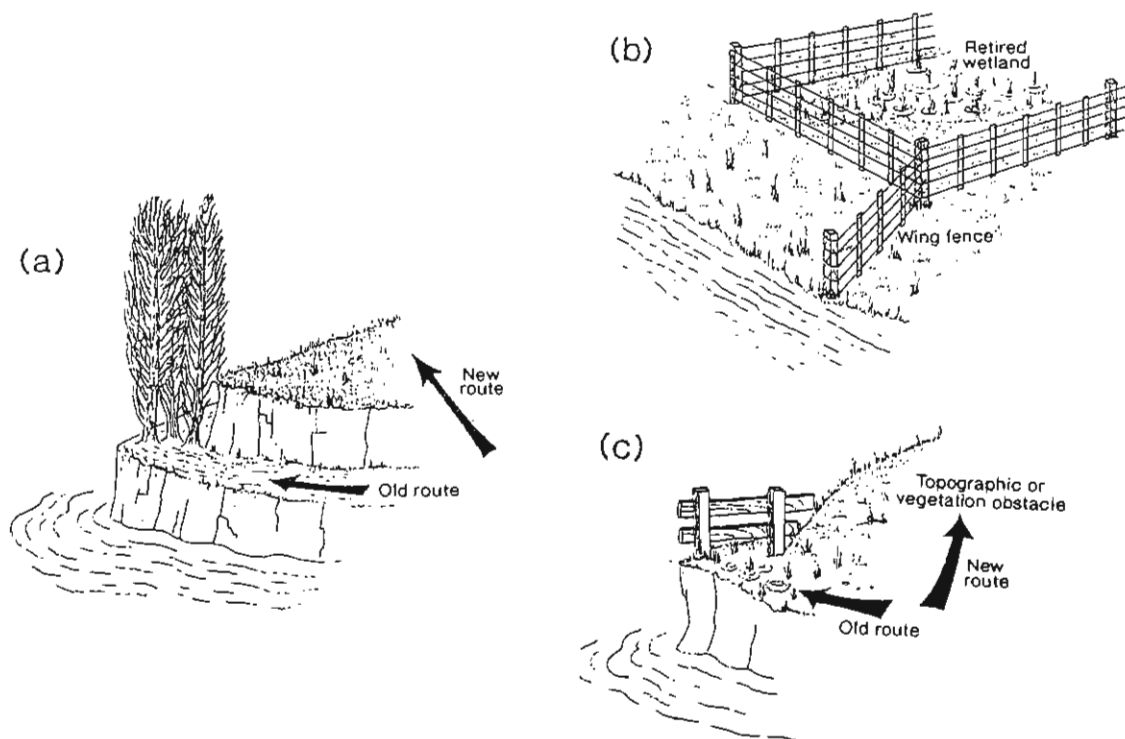 (a)
New
route
Old route
(b)
Retired
wetland
Wing fence
(c)
Topographic or
vegetation obstacle
New
route
Old route